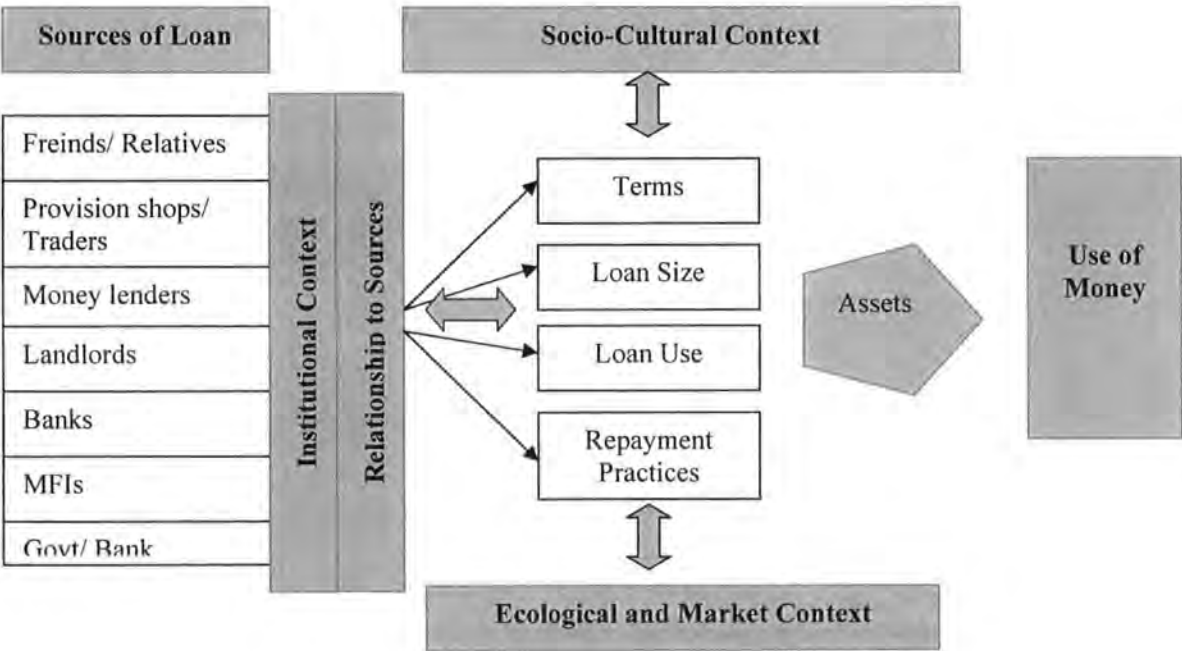 Sources of Loan
Socio-Cultural Context
Freinds/ Relatives
Provision shops/
Traders
Money lenders
Landlords
Banks
MFIs
Govt/ Bank
Institutional Context
Relationship to Sources
Terms
Loan Size
Loan Use
Repayment
Practices
Assets
Use of
Money
Ecological and Market Context